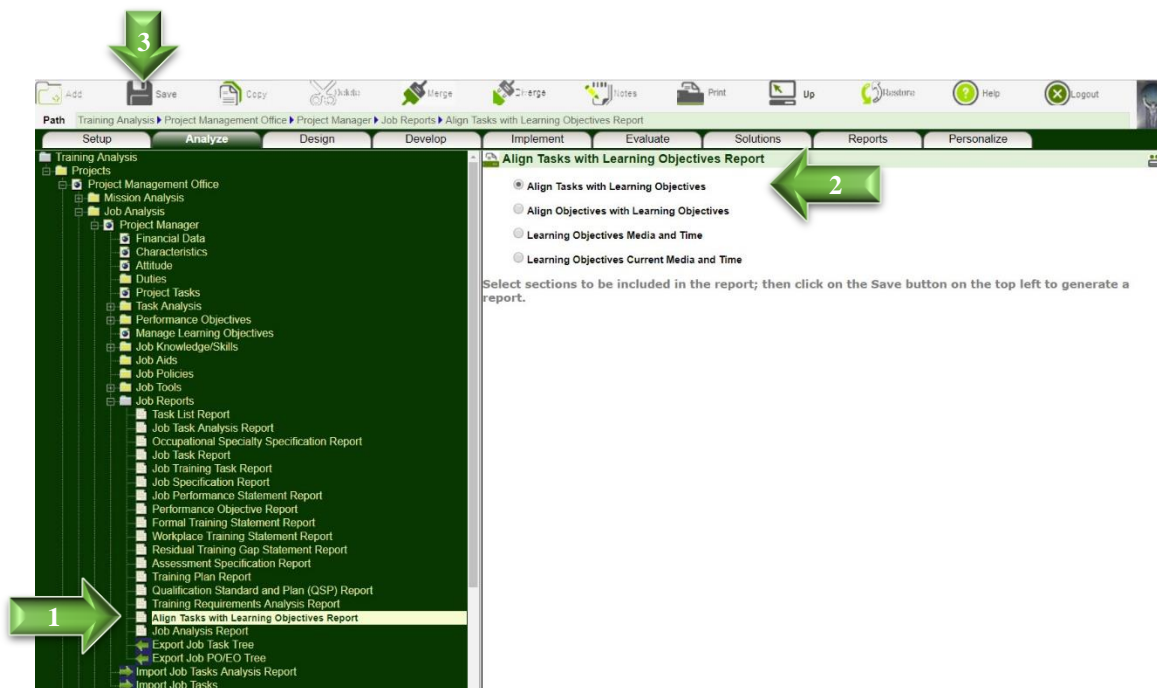 3
Add Save Copy Merge Notes Print Up Restore Help Logout
Path Training Analysis Project Management Office Project Manager Job Reports Align Tasks with Learning Objectives Report
Setup Analyze Design Develop Implement Evaluate Solutions Reports Personalize
Training Analysis
Projects
Project Management Office
Mission Analysis
Job Analysis
Project Manager
Financial Data
Characteristics
Attitude
Duties
Project Tasks
Task Analysis
Performance Objectives
Manage Learning Objectives
Job Knowledge/Skills
Job Aids
Job Policies
Job Tools
Job Reports
Task List Report
Job Task Analysis Report
Occupational Specialty Specification Report
Job Task Report
Job Training Task Report
Job Specification Report
Job Performance Statement Report
Performance Objective Report
Formal Training Statement Report
Workplace Training Statement Report
Residual Training Gap Statement Report
Assessment Specification Report
Training Plan Report
Qualification Standard and Plan (QSP) Report
Training Requirements Analysis Report
1
Align Tasks with Learning Objectives Report
Job Analysis Report
Export Job Task Tree
Export Job PO/EO Tree
Import Job Tasks Analysis Report
Import Job Tasks
Align Tasks with Learning Objectives Report
Align Tasks with Learning Objectives
2
Align Objectives with Learning Objectives
Learning Objectives Media and Time
Learning Objectives Current Media and Time
Select sections to be included in the report; then click on the Save button on the top left to generate a
report.